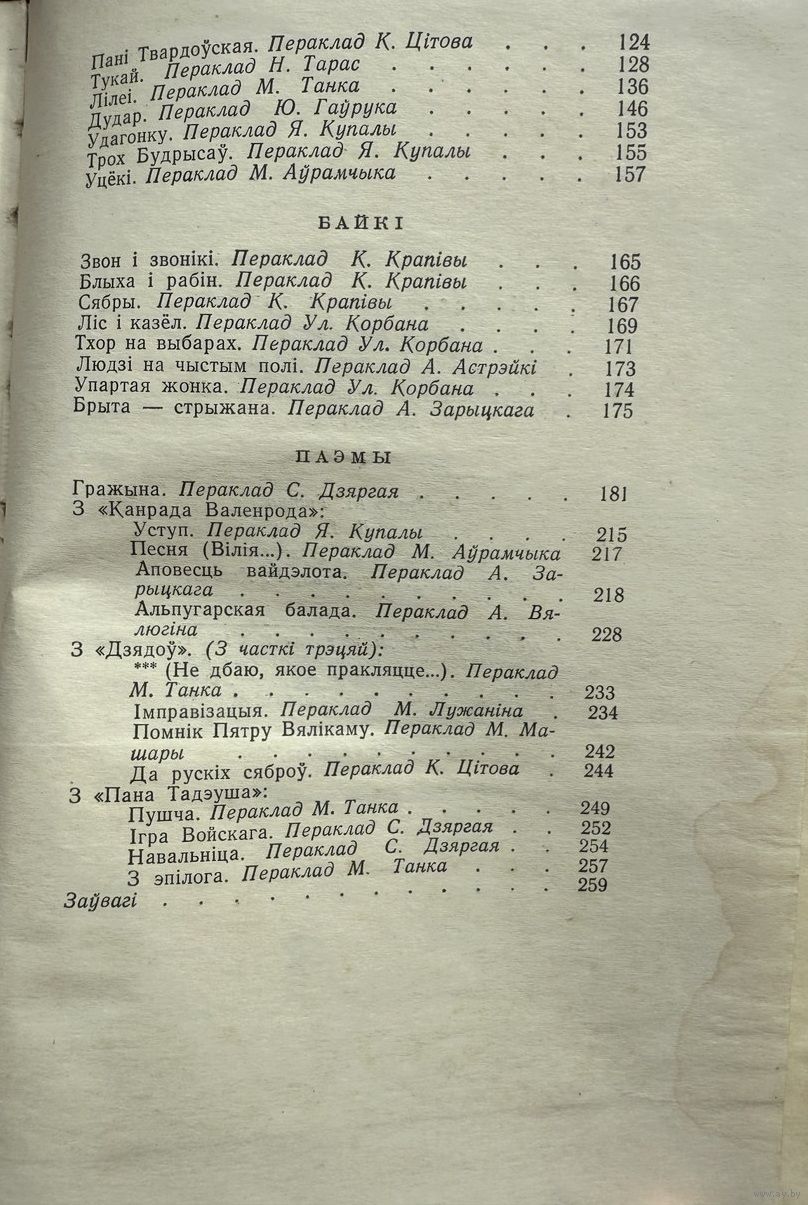 Пані Твардоўская. Пераклад К. Цітова . . . 124
Тукай. Пераклад Н. Тарас . . . . . . 128
Лілеі. Пераклад М. Танка . . . . . . 136
Дудар. Пераклад Ю. Гаўрука . . . . . 146
Удагонку. Пераклад Я. Купалы . . . . . 153
Трох Будрысаў. Пераклад Я. Купалы . . . 155
Уцёкі. Пераклад М. Аўрамчыка . . . . . 157
БАЙКІ
Звон і звонікі. Пераклад К. Крапівы . . . 165
Блыха і рабін. Пераклад К. Крапівы . . . 166
Сябры. Пераклад К. Крапівы . . . . . 167
Ліс і казёл. Пераклад Ул. Корбана . . . . 169
Тхор на выбарах. Пераклад Ул. Корбана . . . 171
Людзі на чыстым полі. Пераклад А. Астрэйкі . 173
Упартая жонка. Пераклад Ул. Корбана . . . 174
Брыта — стрыжана. Пераклад А. Зарыцкага . 175
ПАЭМЫ
Гражына. Пераклад С. Дзяргая . . . . . 181
З «Канрада Валенрода»:
Уступ. Пераклад Я. Купалы . . . . 215
Песня (Вілія...). Пераклад М. Аўрамчыка 217
Аповесць вайдэлота. Пераклад А. За-
рыцкага . . . . . . . . . . 218
Альпугарская балада. Пераклад А. Вя-
люгіна . . . . . . . . . . 228
З «Дзядоў». (З часткі трэцяй):
*** (Не дбаю, якое пракляцце...). Пераклад
М. Танка . . . . . . . . . . 233
Імправізацыя. Пераклад М. Лужаніна . 234
Помнік Пятру Вялікаму. Пераклад М. Ма-
шары . . . . . . . . . . 242
Да рускіх сяброў. Пераклад К. Цітова . 244
З «Пана Тадэуша»:
Пушча. Пераклад М. Танка . . . . . 249
Ігра Войскага. Пераклад С. Дзяргая . . 252
Навальніца. Пераклад С. Дзяргая . . 254
З эпілога. Пераклад М. Танка . . . 257
Заўвагі . . . . . . . . . . . . 259
www.ay.by